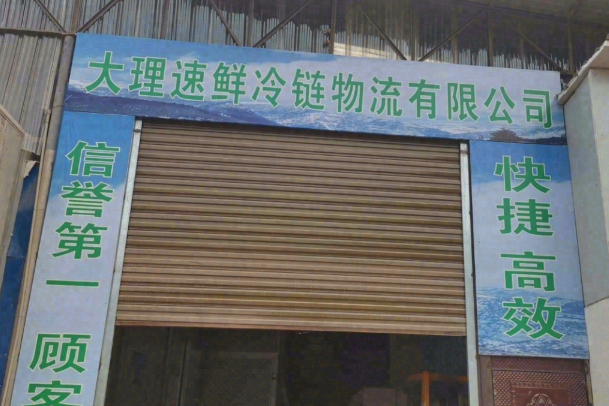 大理速鲜冷链物流有限公司
信誉第一 顾客
快捷 高效